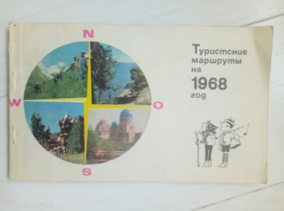 N
W
O
S
Туристские
маршруты
на
1968
год